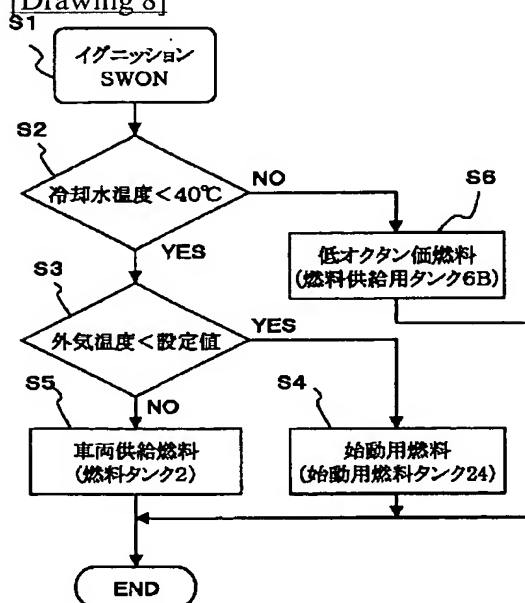 [Drawing 8]
S1
イグニッション
SWON
S2
冷却水温度<40℃
NO
S6
YES
低オクタン価燃料
(燃料供給用タンク6B)
S3
外気温度<設定値
YES
S5
NO
S4
車両供給燃料
(燃料タンク2)
始動用燃料
(始動用燃料タンク24)
END